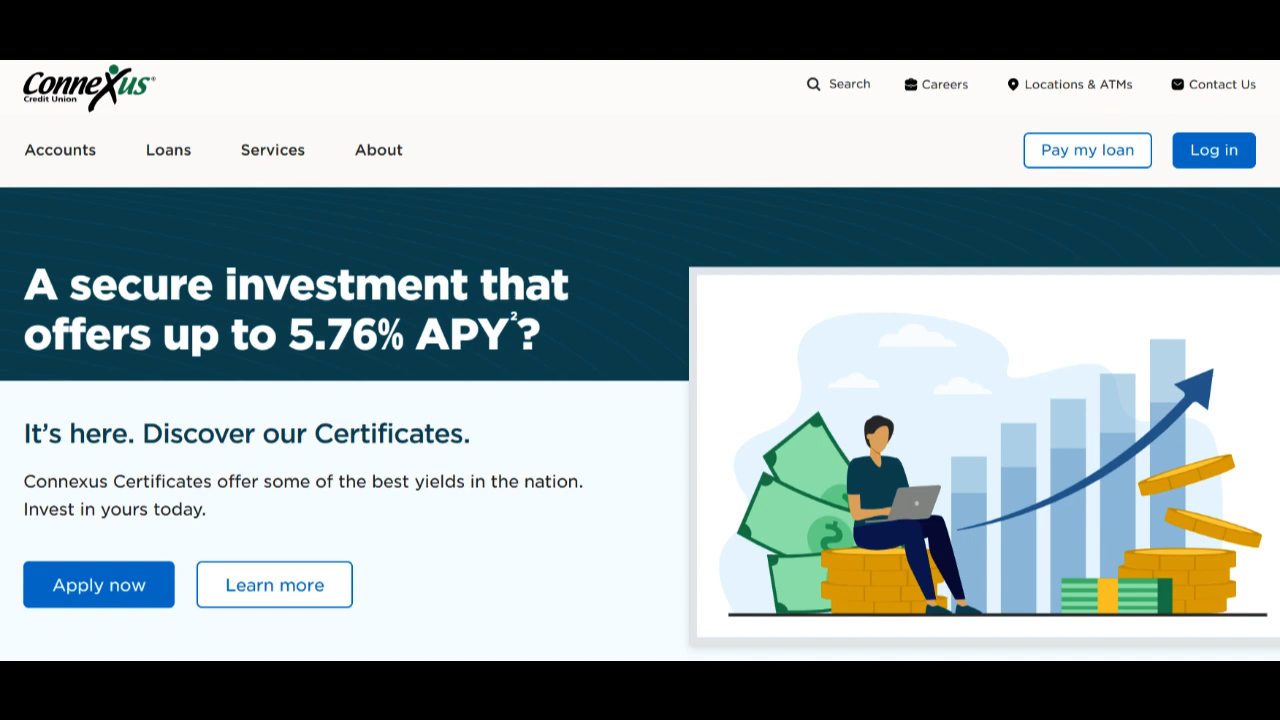 Connexus®
Credit Union
Search
Careers
Locations & ATMs
Contact Us
Accounts
Loans
Services
About
Pay my loan
Log in
A secure investment that
offers up to 5.76% APY²?
It’s here. Discover our Certificates.
Connexus Certificates offer some of the best yields in the nation.
Invest in yours today.
Apply now
Learn more
$